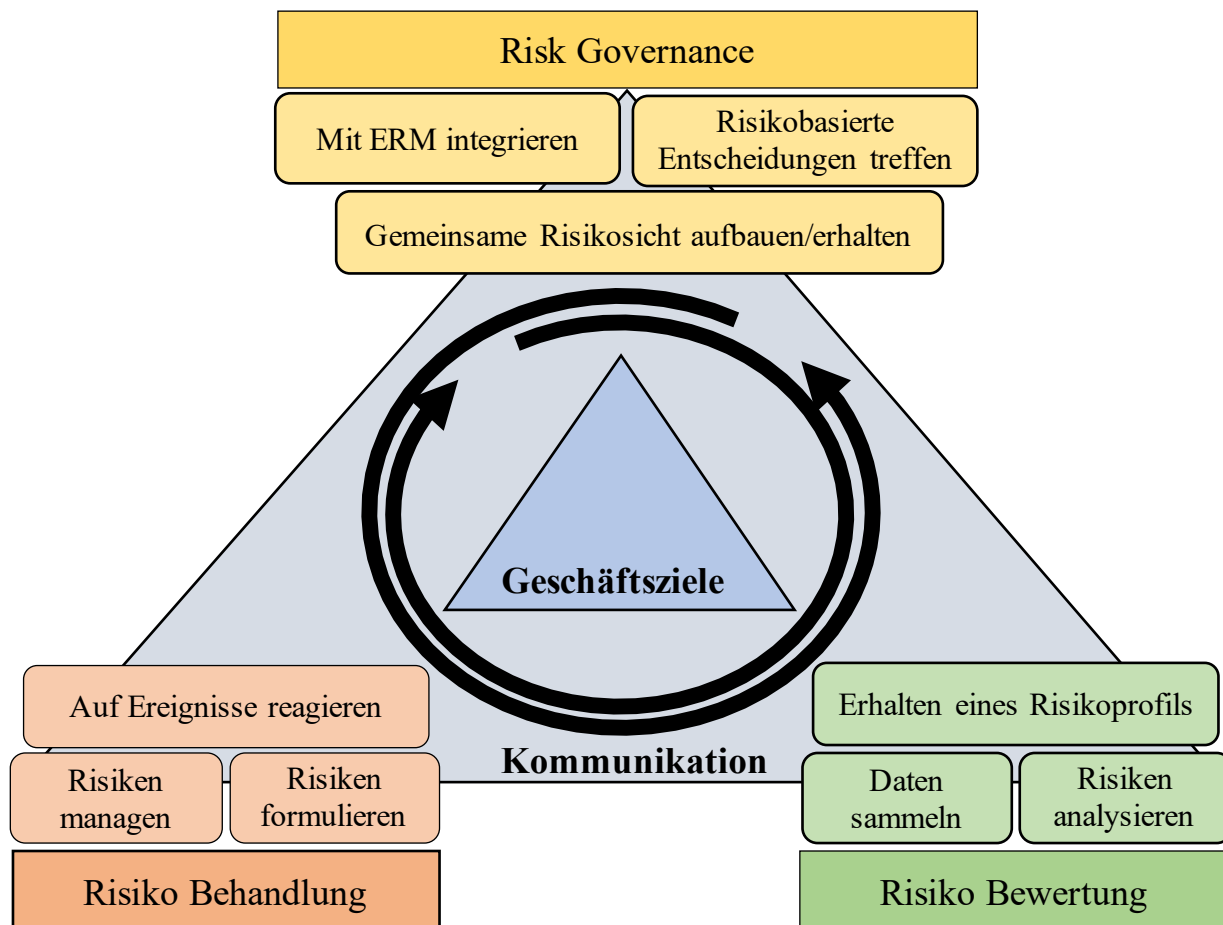 Risk Governance
Mit ERM integrieren
Risikobasierte
Entscheidungen treffen
Gemeinsame Risikosicht aufbauen/erhalten
Geschäftsziele
Kommunikation
Auf Ereignisse reagieren
Risiken
managen
Risiken
formulieren
Risiko Behandlung
Erhalten eines Risikoprofils
Daten
sammeln
Risiken
analysieren
Risiko Bewertung